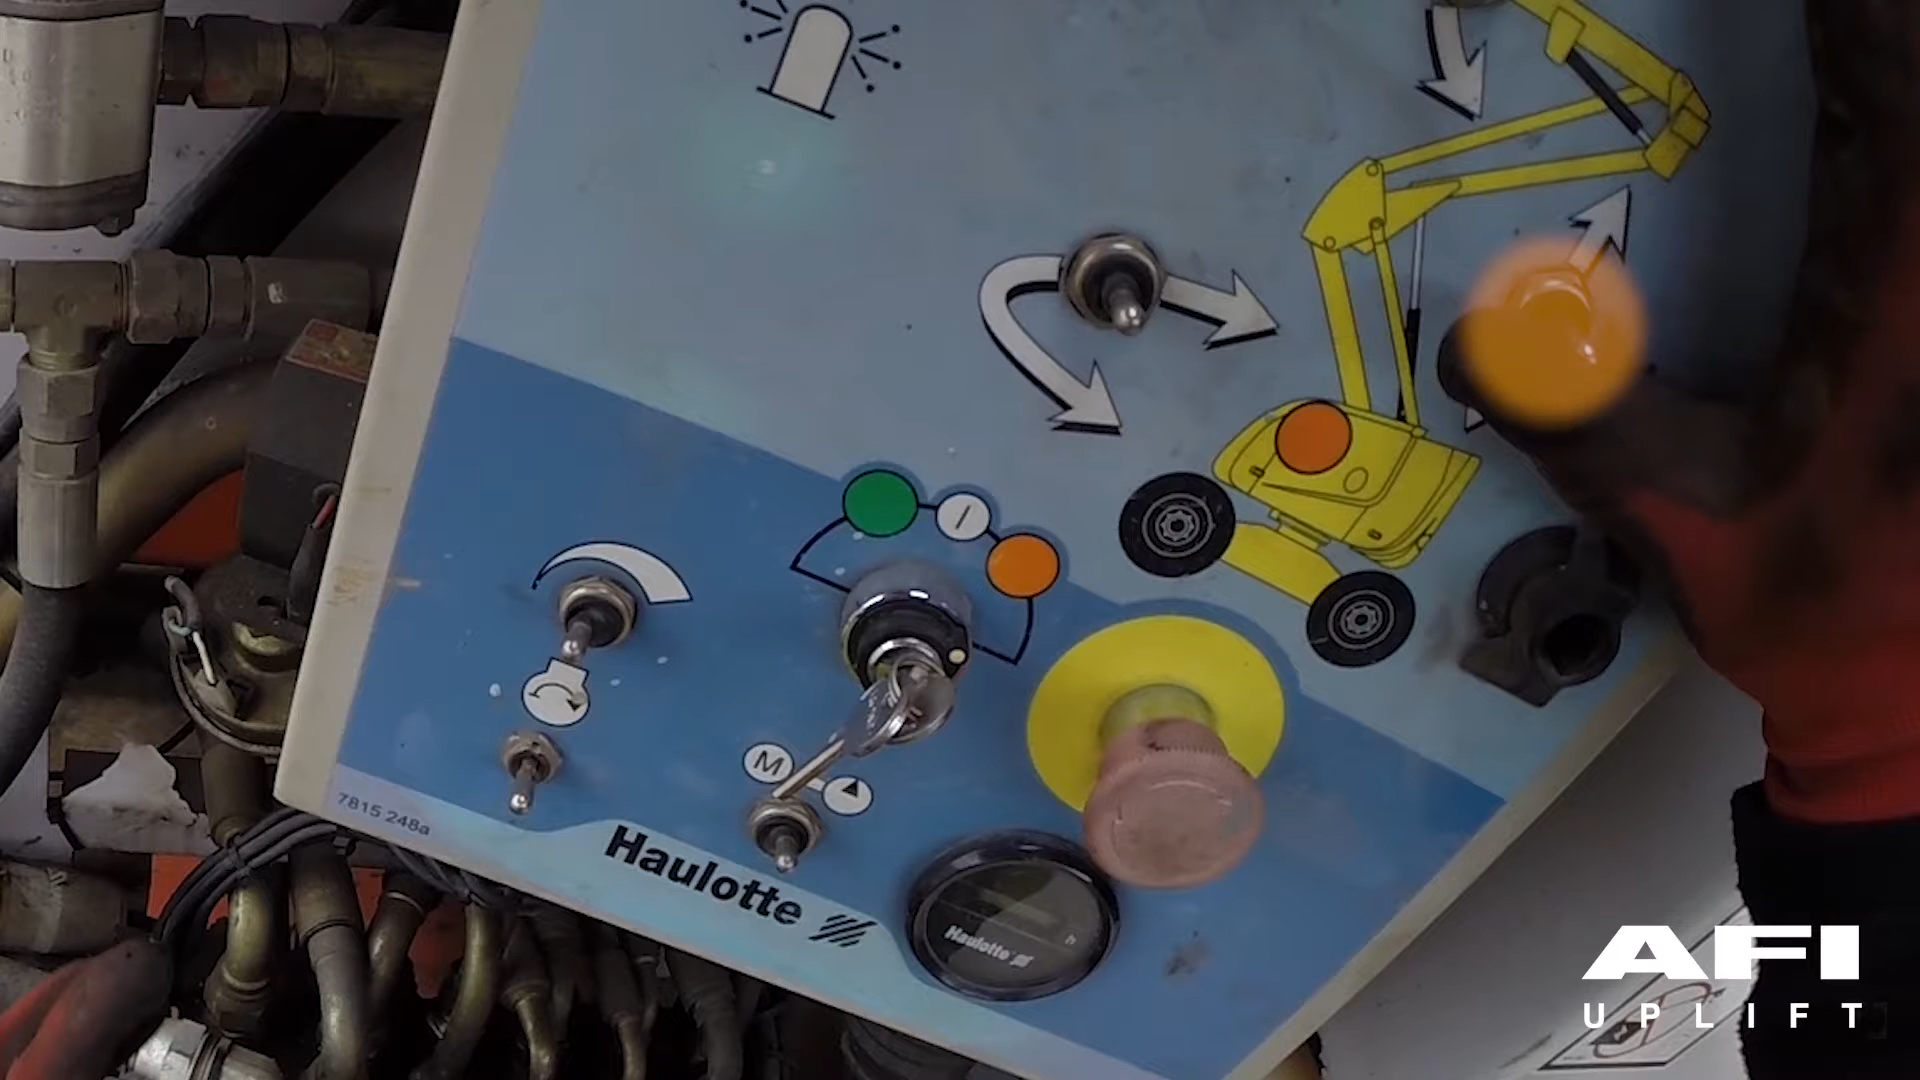 M
7815 248a
Haulotte
h
Haulotte
AFI
UPLIFT